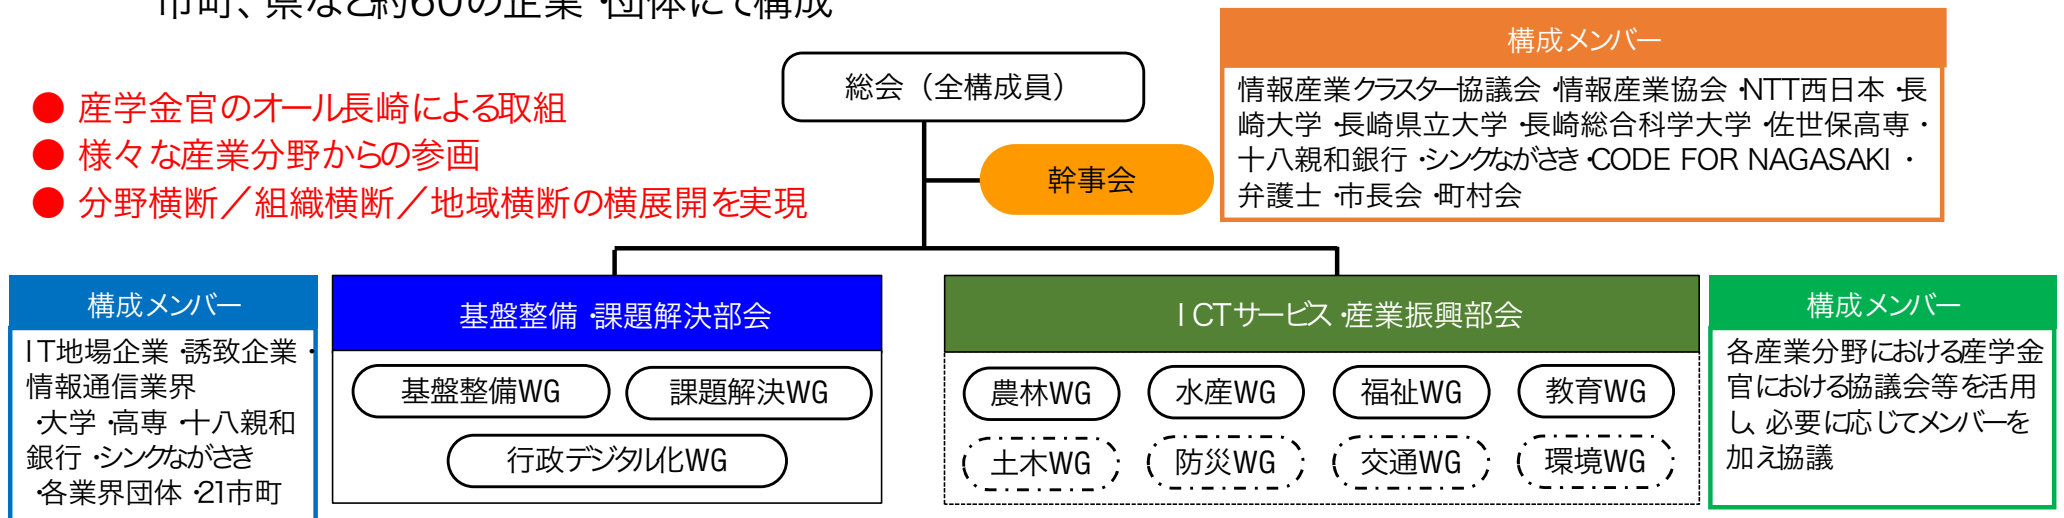 市町、県など約60の企業・団体にて構成
● 産学金官のオール長崎による取組
● 様々な産業分野からの参画
● 分野横断／組織横断／地域横断の横展開を実現
総会（全構成員）
幹事会
構成メンバー
情報産業クラスター協議会・情報産業協会・NTT西日本・長
崎大学・長崎県立大学・長崎総合科学大学・佐世保高専・
十八親和銀行・シンクながさき・CODE FOR NAGASAKI・
弁護士・市長会・町村会
構成メンバー
IT地場企業・誘致企業・
情報通信業界
・大学・高専・十八親和
銀行・シンクながさき
・各業界団体・21市町
基盤整備・課題解決部会
基盤整備WG
課題解決WG
行政デジタル化WG
ICTサービス・産業振興部会
農林WG
水産WG
福祉WG
教育WG
土木WG
防災WG
交通WG
環境WG
構成メンバー
各産業分野における産学金
官における協議会等を活用
し、必要に応じてメンバーを
加え協議